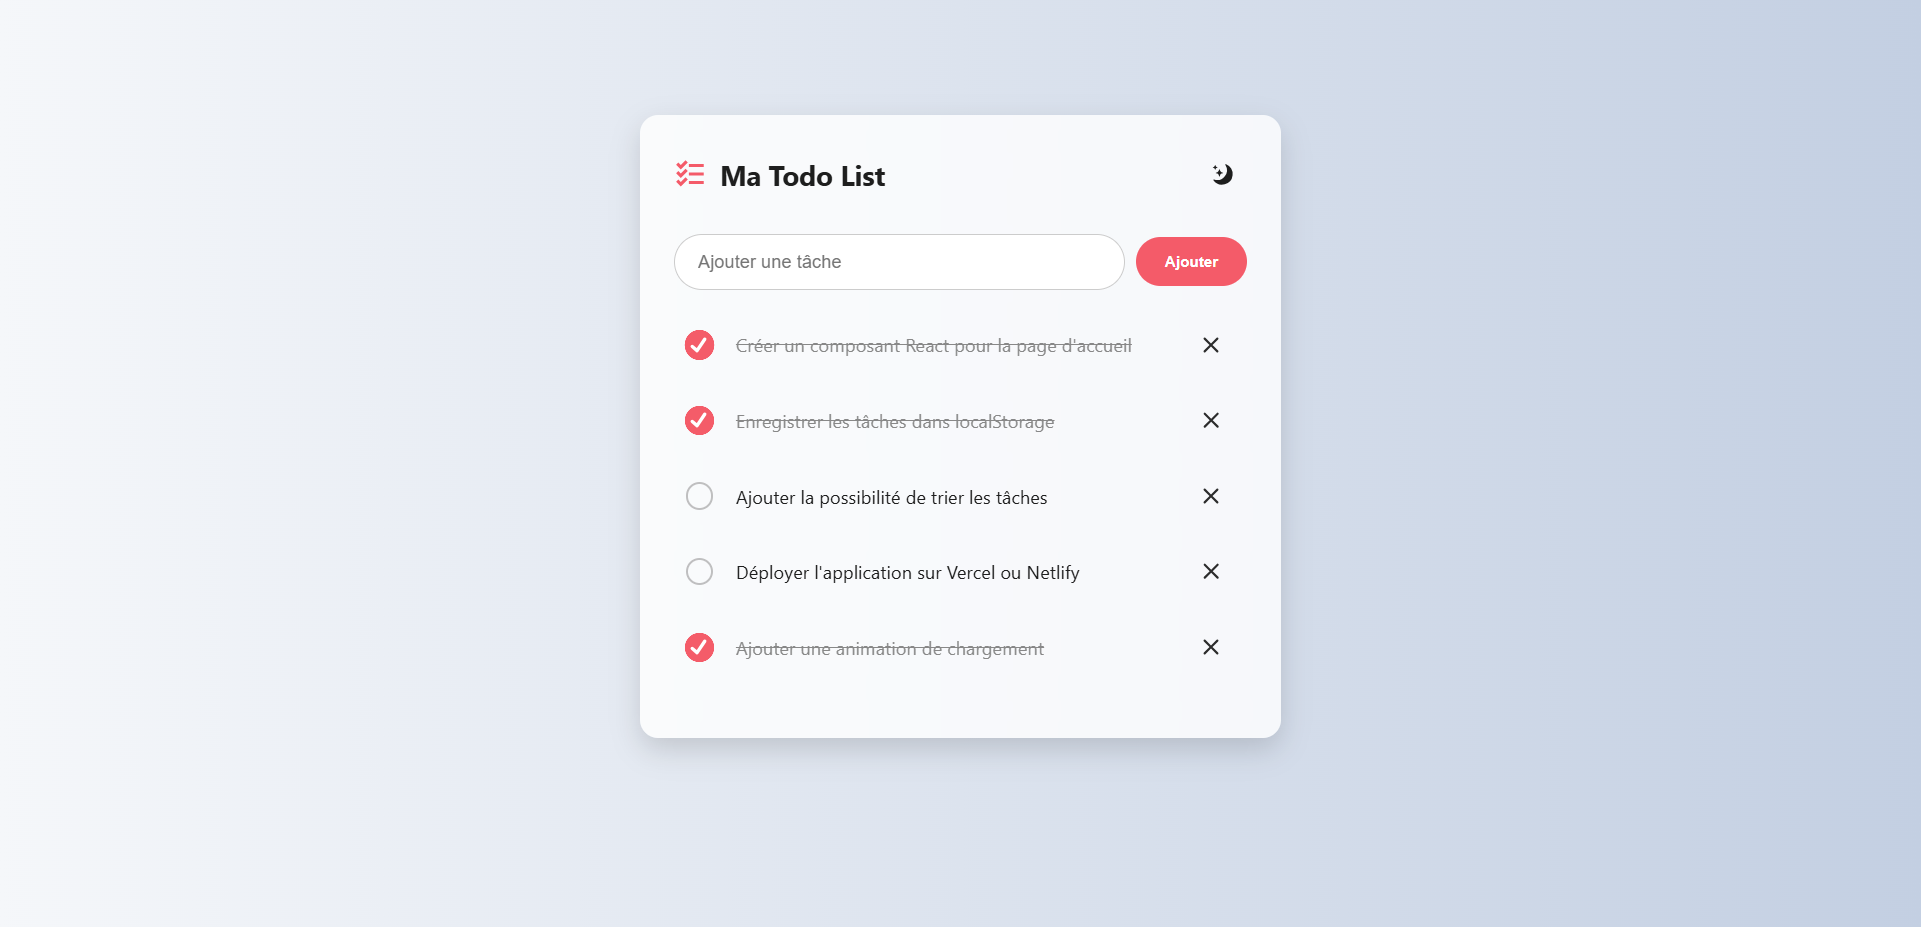 Ma Todo List
Ajouter une tâche
Ajouter
Créer un composant React pour la page d'accueil
Enregistrer les tâches dans localStorage
Ajouter la possibilité de trier les tâches
Déployer l'application sur Vercel ou Netlify
Ajouter une animation de chargement